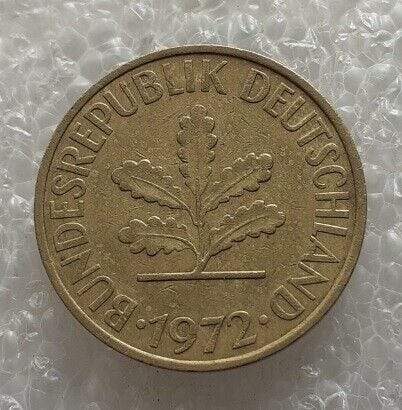 BUNDESREPUBLIK DEUTSCHLAND
·1972·